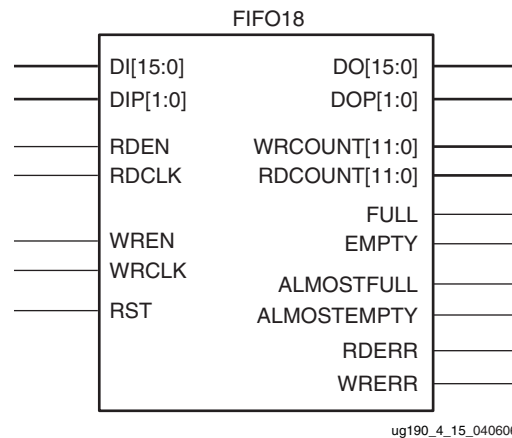 FIFO18
DI[15:0]
DIP[1:0]
RDEN
RDCLK
WREN
WRCLK
RST
DO[15:0]
DOP[1:0]
WRCOUNT[11:0]
RDCOUNT[11:0]
FULL
EMPTY
ALMOSTFULL
ALMOSTEMPTY
RDERR
WRERR
ug190_4_15_040606